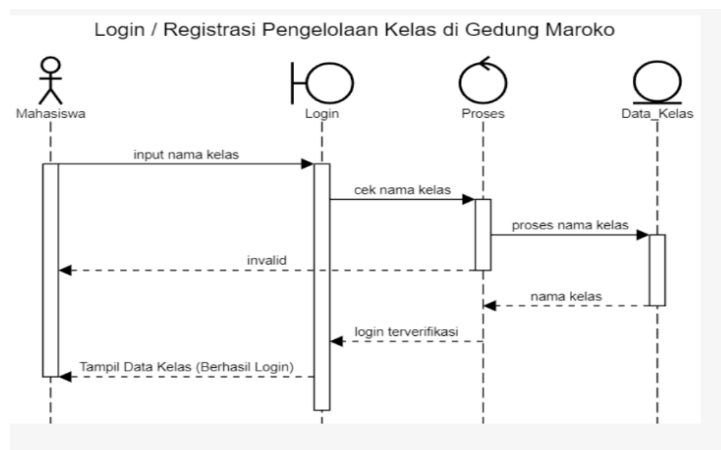 Login / Registrasi Pengelolaan Kelas di Gedung Maroko
Mahasiswa
Login
Proses
Data_Kelas
input nama kelas
cek nama kelas
proses nama kelas
invalid
nama kelas
login terverifikasi
Tampil Data Kelas (Berhasil Login)